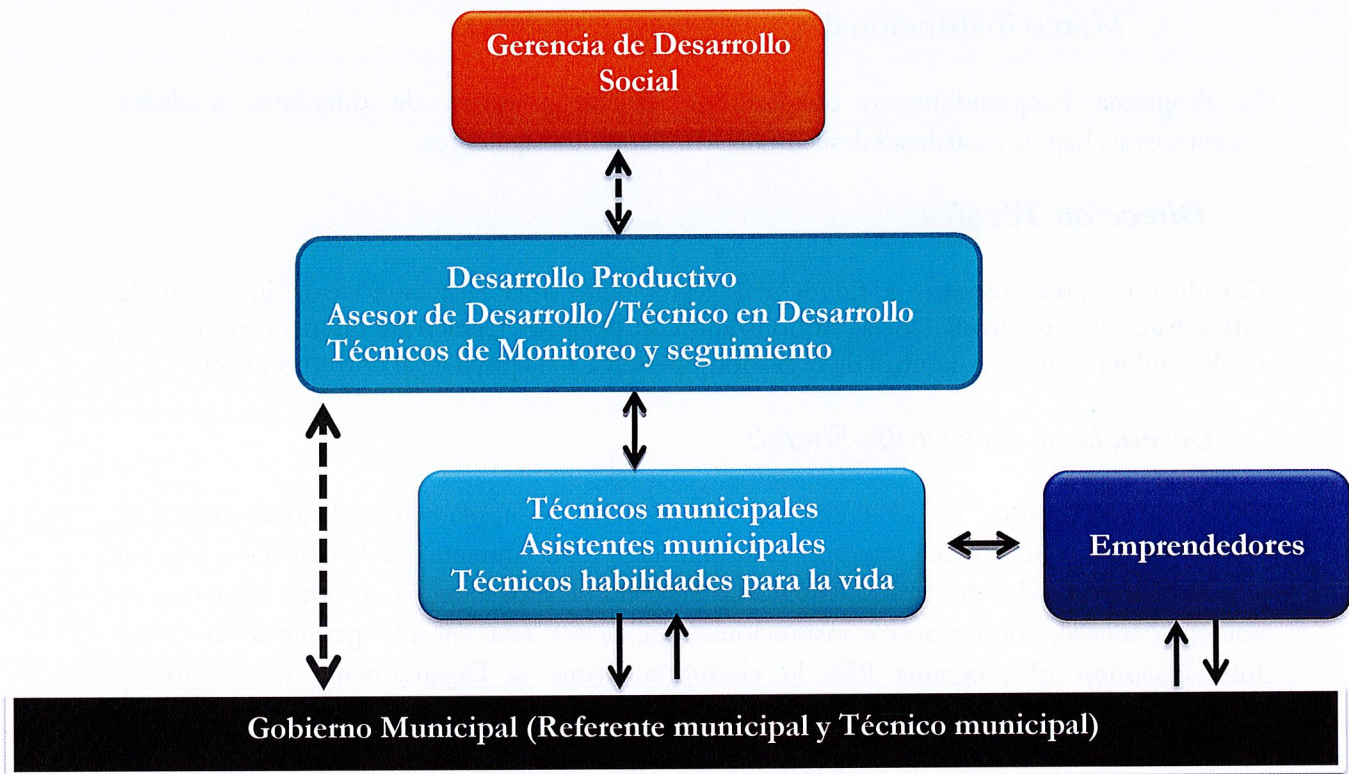 Gerencia de Desarrollo
Social
Desarrollo Productivo
Asesor de Desarrollo/Técnico en Desarrollo
Técnicos de Monitoreo y seguimiento
Técnicos municipales
Asistentes municipales
Técnicos habilidades para la vida
Emprendedores
Gobierno Municipal (Referente municipal y Técnico municipal)